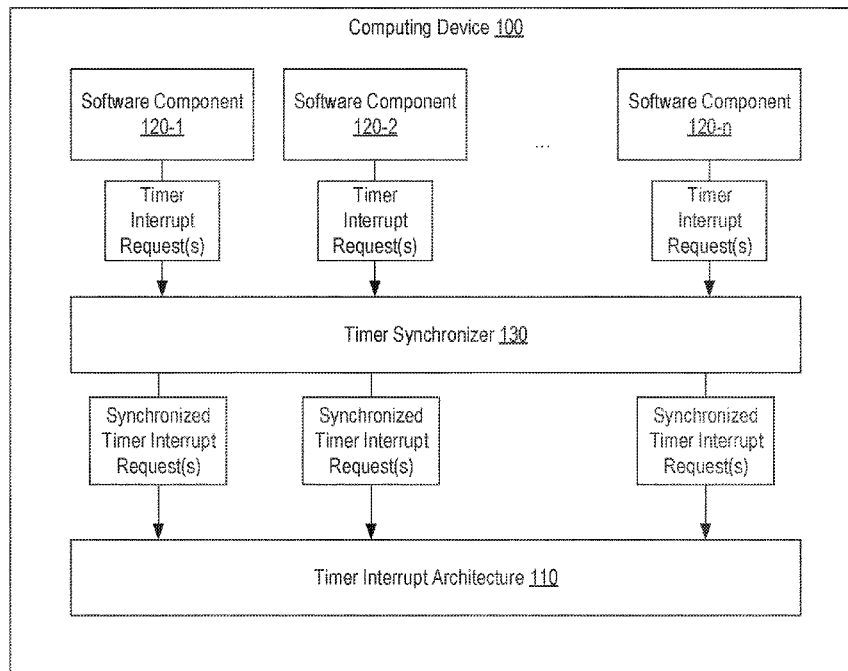 Computing Device 100
Software Component
120-1
Software Component
120-2
...
Software Component
120-n
Timer
Interrupt
Request(s)
Timer
Interrupt
Request(s)
Timer
Interrupt
Request(s)
Timer Synchronizer 130
Synchronized
Timer Interrupt
Request(s)
Synchronized
Timer Interrupt
Request(s)
Synchronized
Timer Interrupt
Request(s)
Timer Interrupt Architecture 110